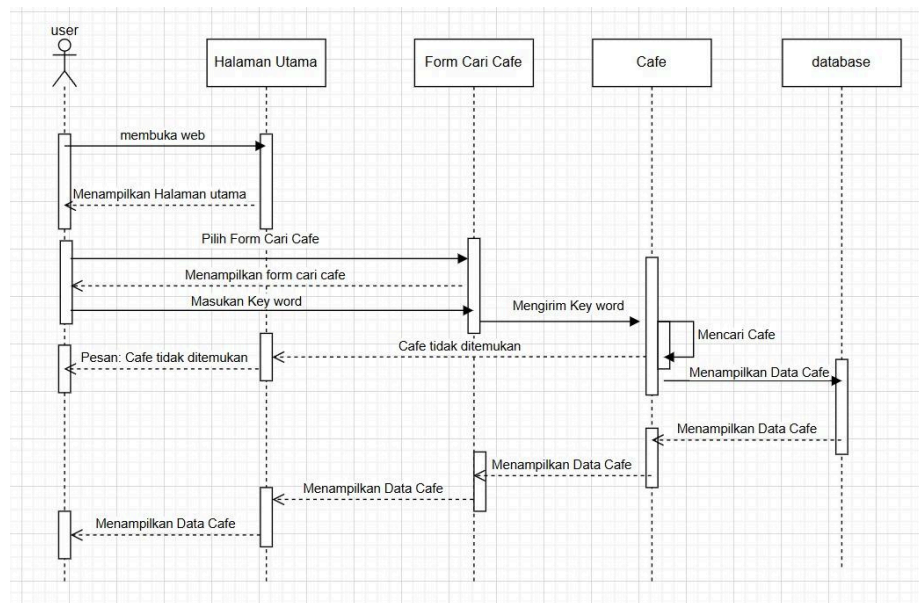 user
Halaman Utama
Form Cari Cafe
Cafe
database
membuka web
Menampilkan Halaman utama
Pilih Form Cari Cafe
Menampilkan form cari cafe
Masukan Key word
Mengirim Key word
Mencari Cafe
Cafe tidak ditemukan
Pesan: Cafe tidak ditemukan
Menampilkan Data Cafe
Menampilkan Data Cafe
Menampilkan Data Cafe
Menampilkan Data Cafe
Menampilkan Data Cafe